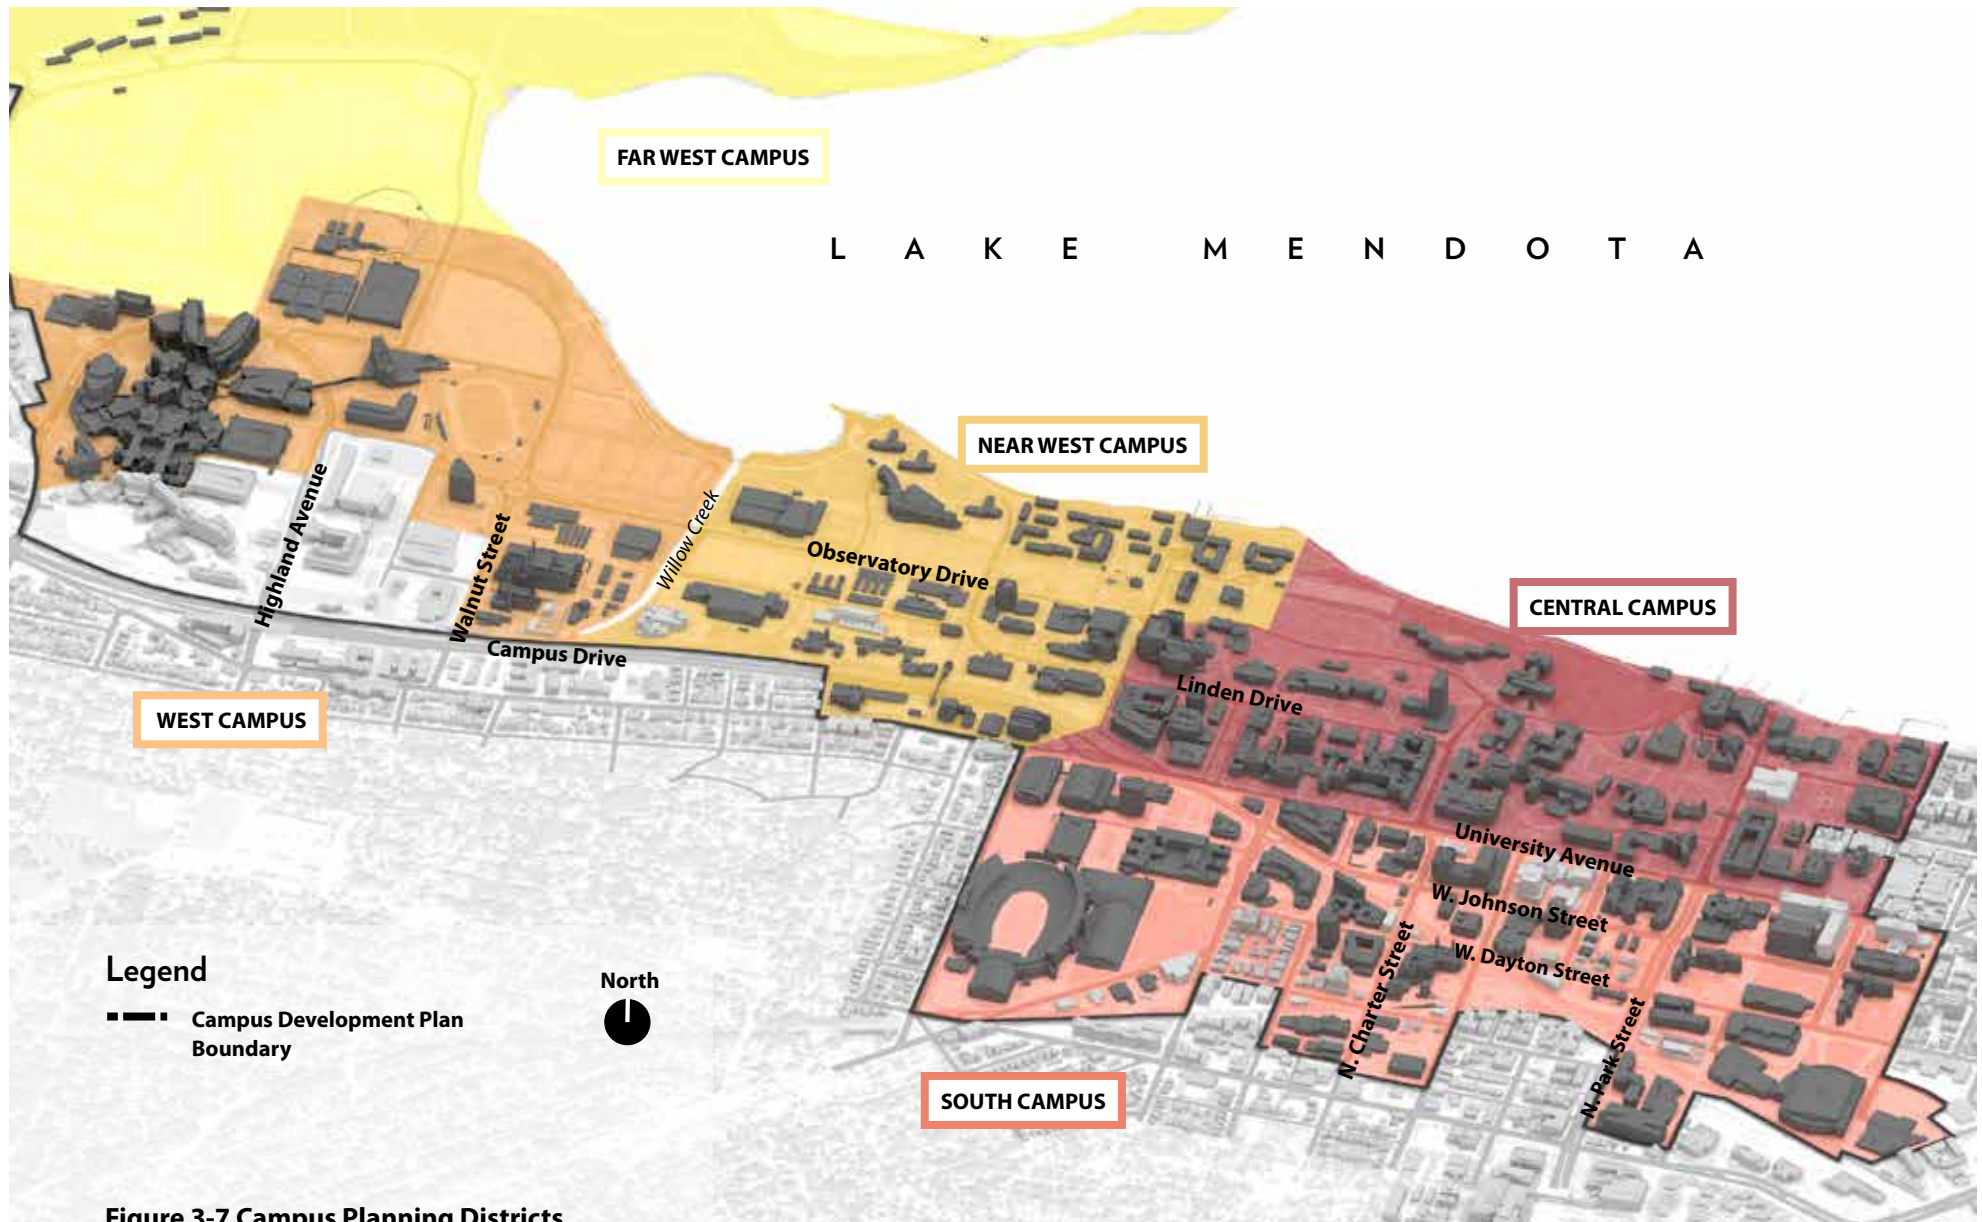 FAR WEST CAMPUS
LAKE MENDOTA
NEAR WEST CAMPUS
Highland Avenue
Walnut Street
Willow Creek
Observatory Drive
Campus Drive
CENTRAL CAMPUS
Linden Drive
WEST CAMPUS
University Avenue
W. Johnson Street
W. Dayton Street
N. Charter Street
N. Park Street
SOUTH CAMPUS
Legend
Campus Development Plan
Boundary
North
Figure 3-7 Campus Planning Districts